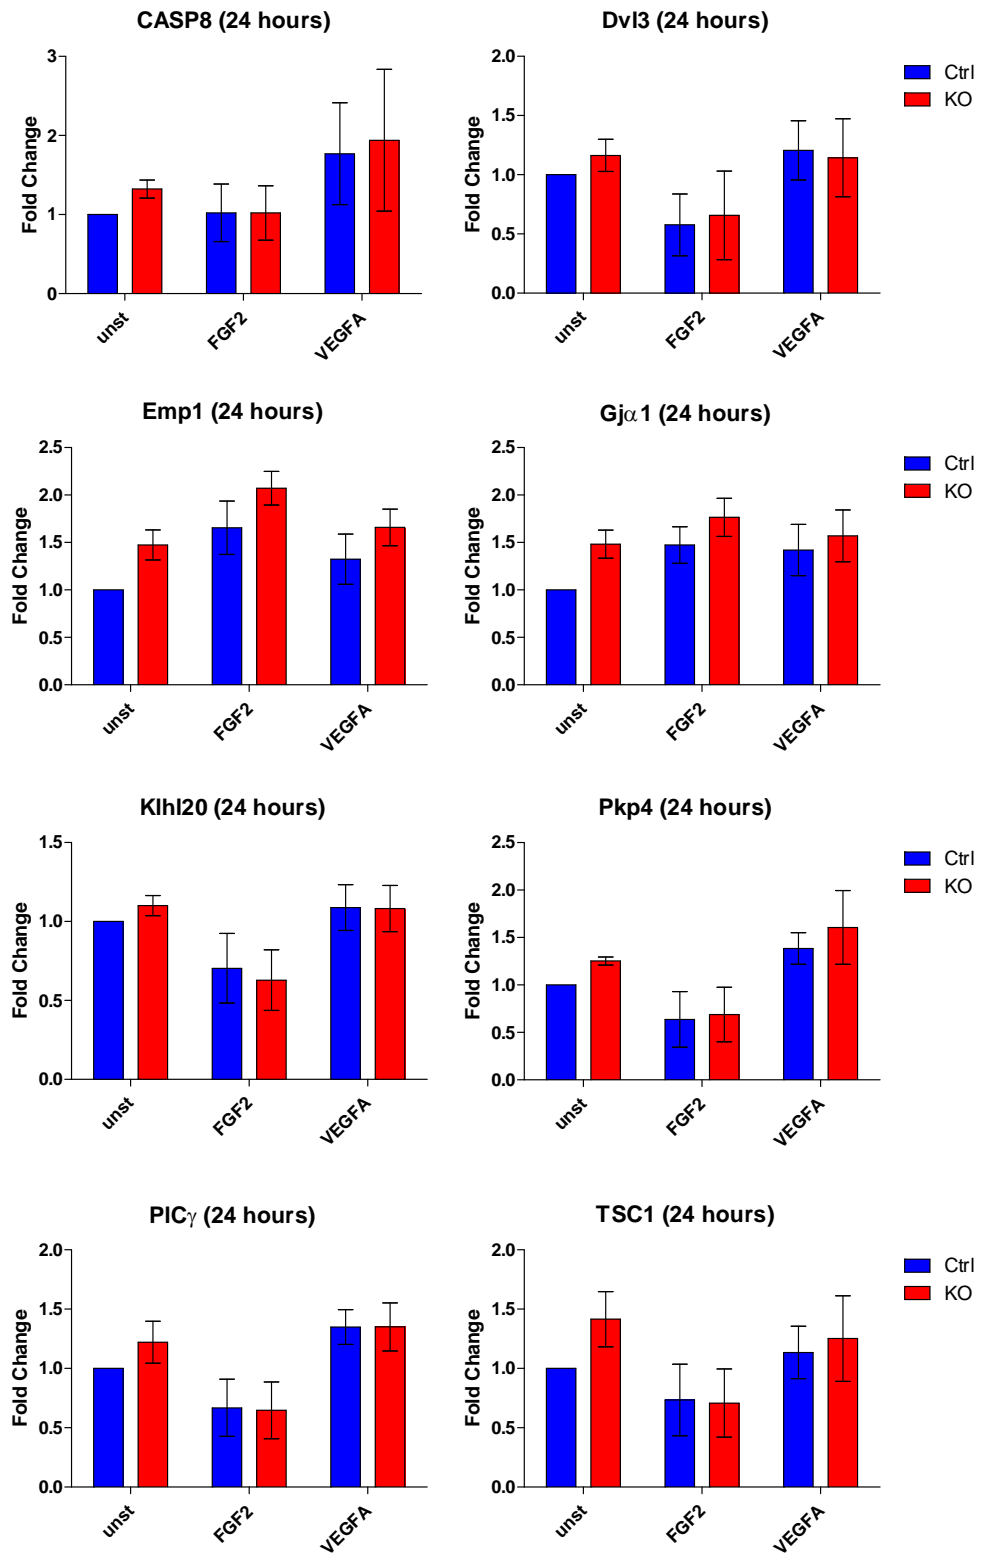 CASP8 (24 hours)
Fold Change
3
2
1
0
unst
FGF2
VEGFA
Dvl3 (24 hours)
Fold Change
2.0
1.5
1.0
0.5
0.0
unst
FGF2
VEGFA
Ctrl
KO
Emp1 (24 hours)
Fold Change
2.5
2.0
1.5
1.0
0.5
0.0
unst
FGF2
VEGFA
Gjα1 (24 hours)
Fold Change
2.5
2.0
1.5
1.0
0.5
0.0
unst
FGF2
VEGFA
Ctrl
KO
Klhl20 (24 hours)
Fold Change
1.5
1.0
0.5
0.0
unst
FGF2
VEGFA
Pkp4 (24 hours)
Fold Change
2.5
2.0
1.5
1.0
0.5
0.0
unst
FGF2
VEGFA
Ctrl
KO
PlCγ (24 hours)
Fold Change
2.0
1.5
1.0
0.5
0.0
unst
FGF2
VEGFA
TSC1 (24 hours)
Fold Change
2.0
1.5
1.0
0.5
0.0
unst
FGF2
VEGFA
Ctrl
KO